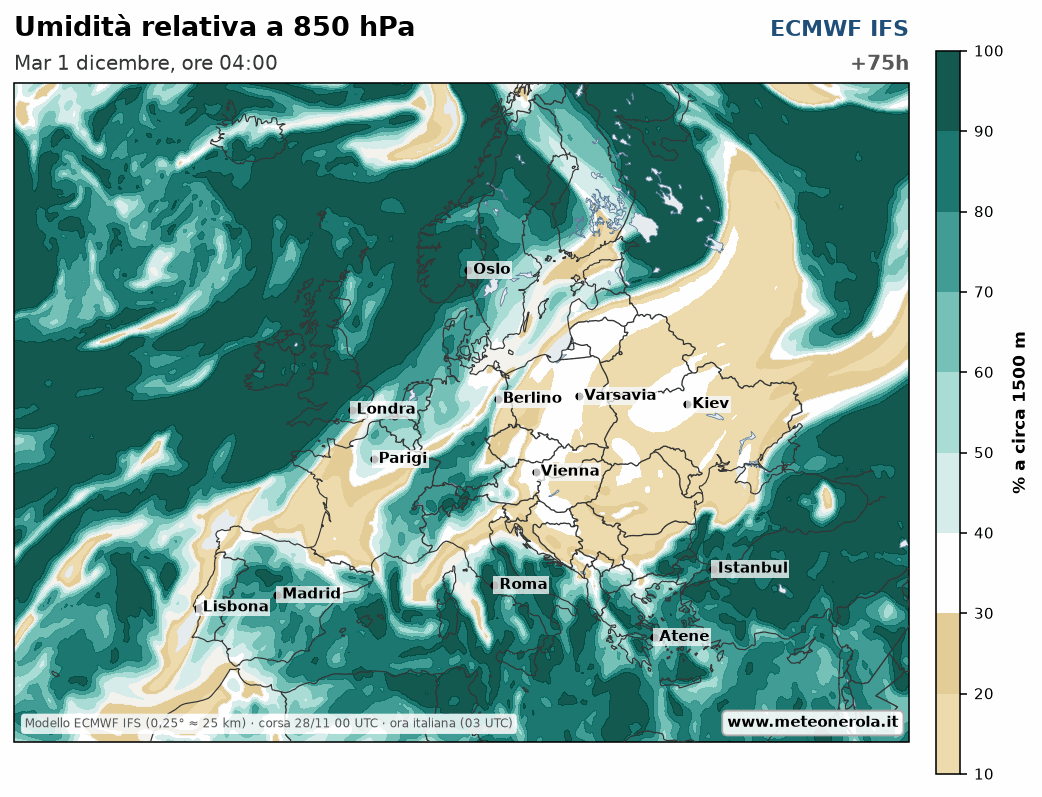 Umidità relativa a 850 hPa
ECMWF IFS
Mar 1 dicembre, ore 04:00
+75h
100
90
80
70
60
50
40
30
20
10
% a circa 1500 m
Oslo
Berlino
Varsavia
Kiev
Londra
Parigi
Vienna
Istanbul
Roma
Madrid
Lisbona
Atene
Modello ECMWF IFS (0,25° ≈ 25 km) · corsa 28/11 00 UTC · ora italiana (03 UTC)
www.meteonerola.it